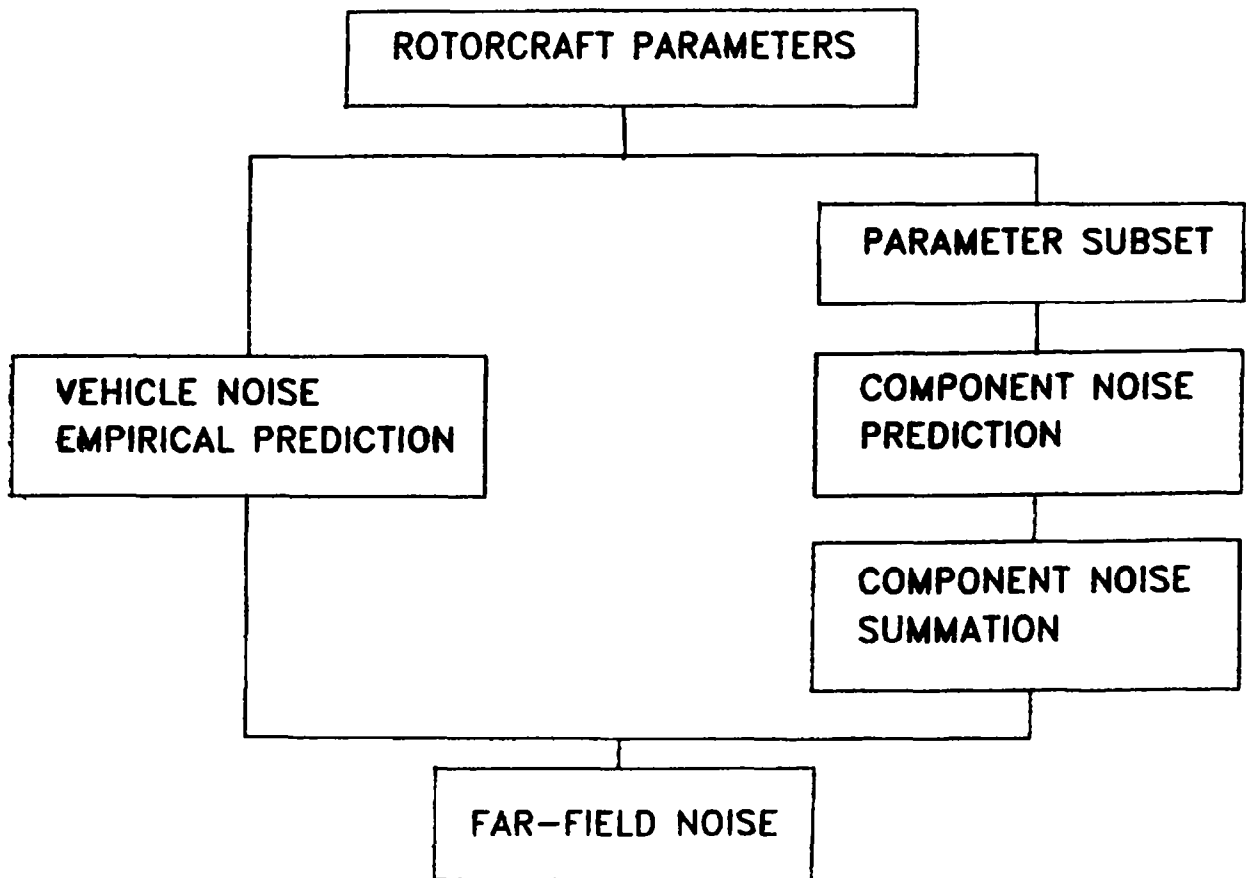 ROTORCRAFT PARAMETERS
PARAMETER SUBSET
VEHICLE NOISE
EMPIRICAL PREDICTION
COMPONENT NOISE
PREDICTION
COMPONENT NOISE
SUMMATION
FAR-FIELD NOISE